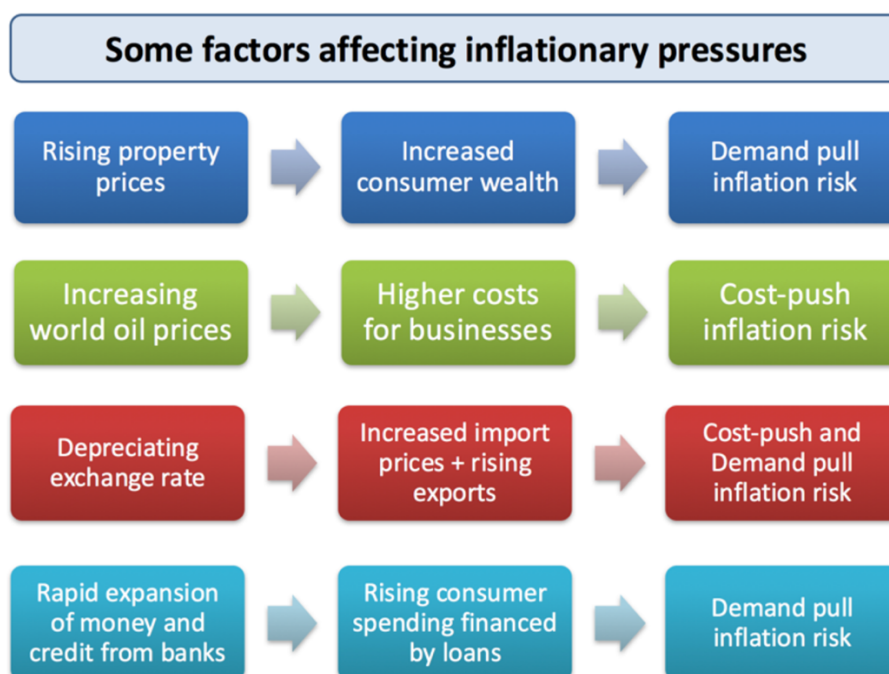 Some factors affecting inflationary pressures
Rising property
prices
Increased
consumer wealth
Demand pull
inflation risk
Increasing
world oil prices
Higher costs
for businesses
Cost-push
inflation risk
Depreciating
exchange rate
Increased import
prices + rising
exports
Cost-push and
Demand pull
inflation risk
Rapid expansion
of money and
credit from banks
Rising consumer
spending financed
by loans
Demand pull
inflation risk